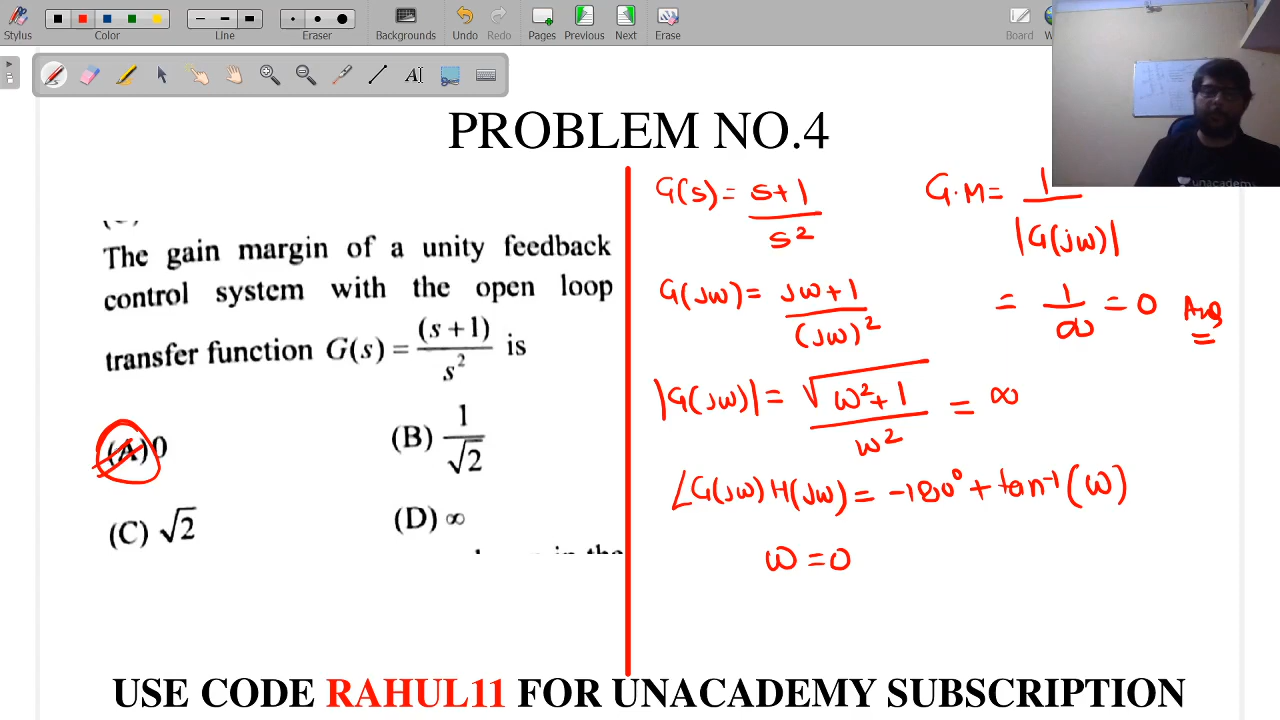 Stylus Color Line Eraser Backgrounds Undo Redo Pages Previous Next Erase Board
PROBLEM NO.4
The gain margin of a unity feedback
control system with the open loop
transfer function G(s) = (s+1)/s² is
(A) 0 (B) 1/√2
(C) √2 (D) ∞
G(s) = s+1/s²
G(jω) = jω+1/(jω)²
|G(jω)| = √ω²+1/ω² = ∞
∠G(jω) H(jω) = -180° + tan⁻¹(ω)
ω = 0
G.M = 1/|G(jω)|
= 1/∞ = 0 Ans
unacademy
USE CODE RAHUL11 FOR UNACADEMY SUBSCRIPTION